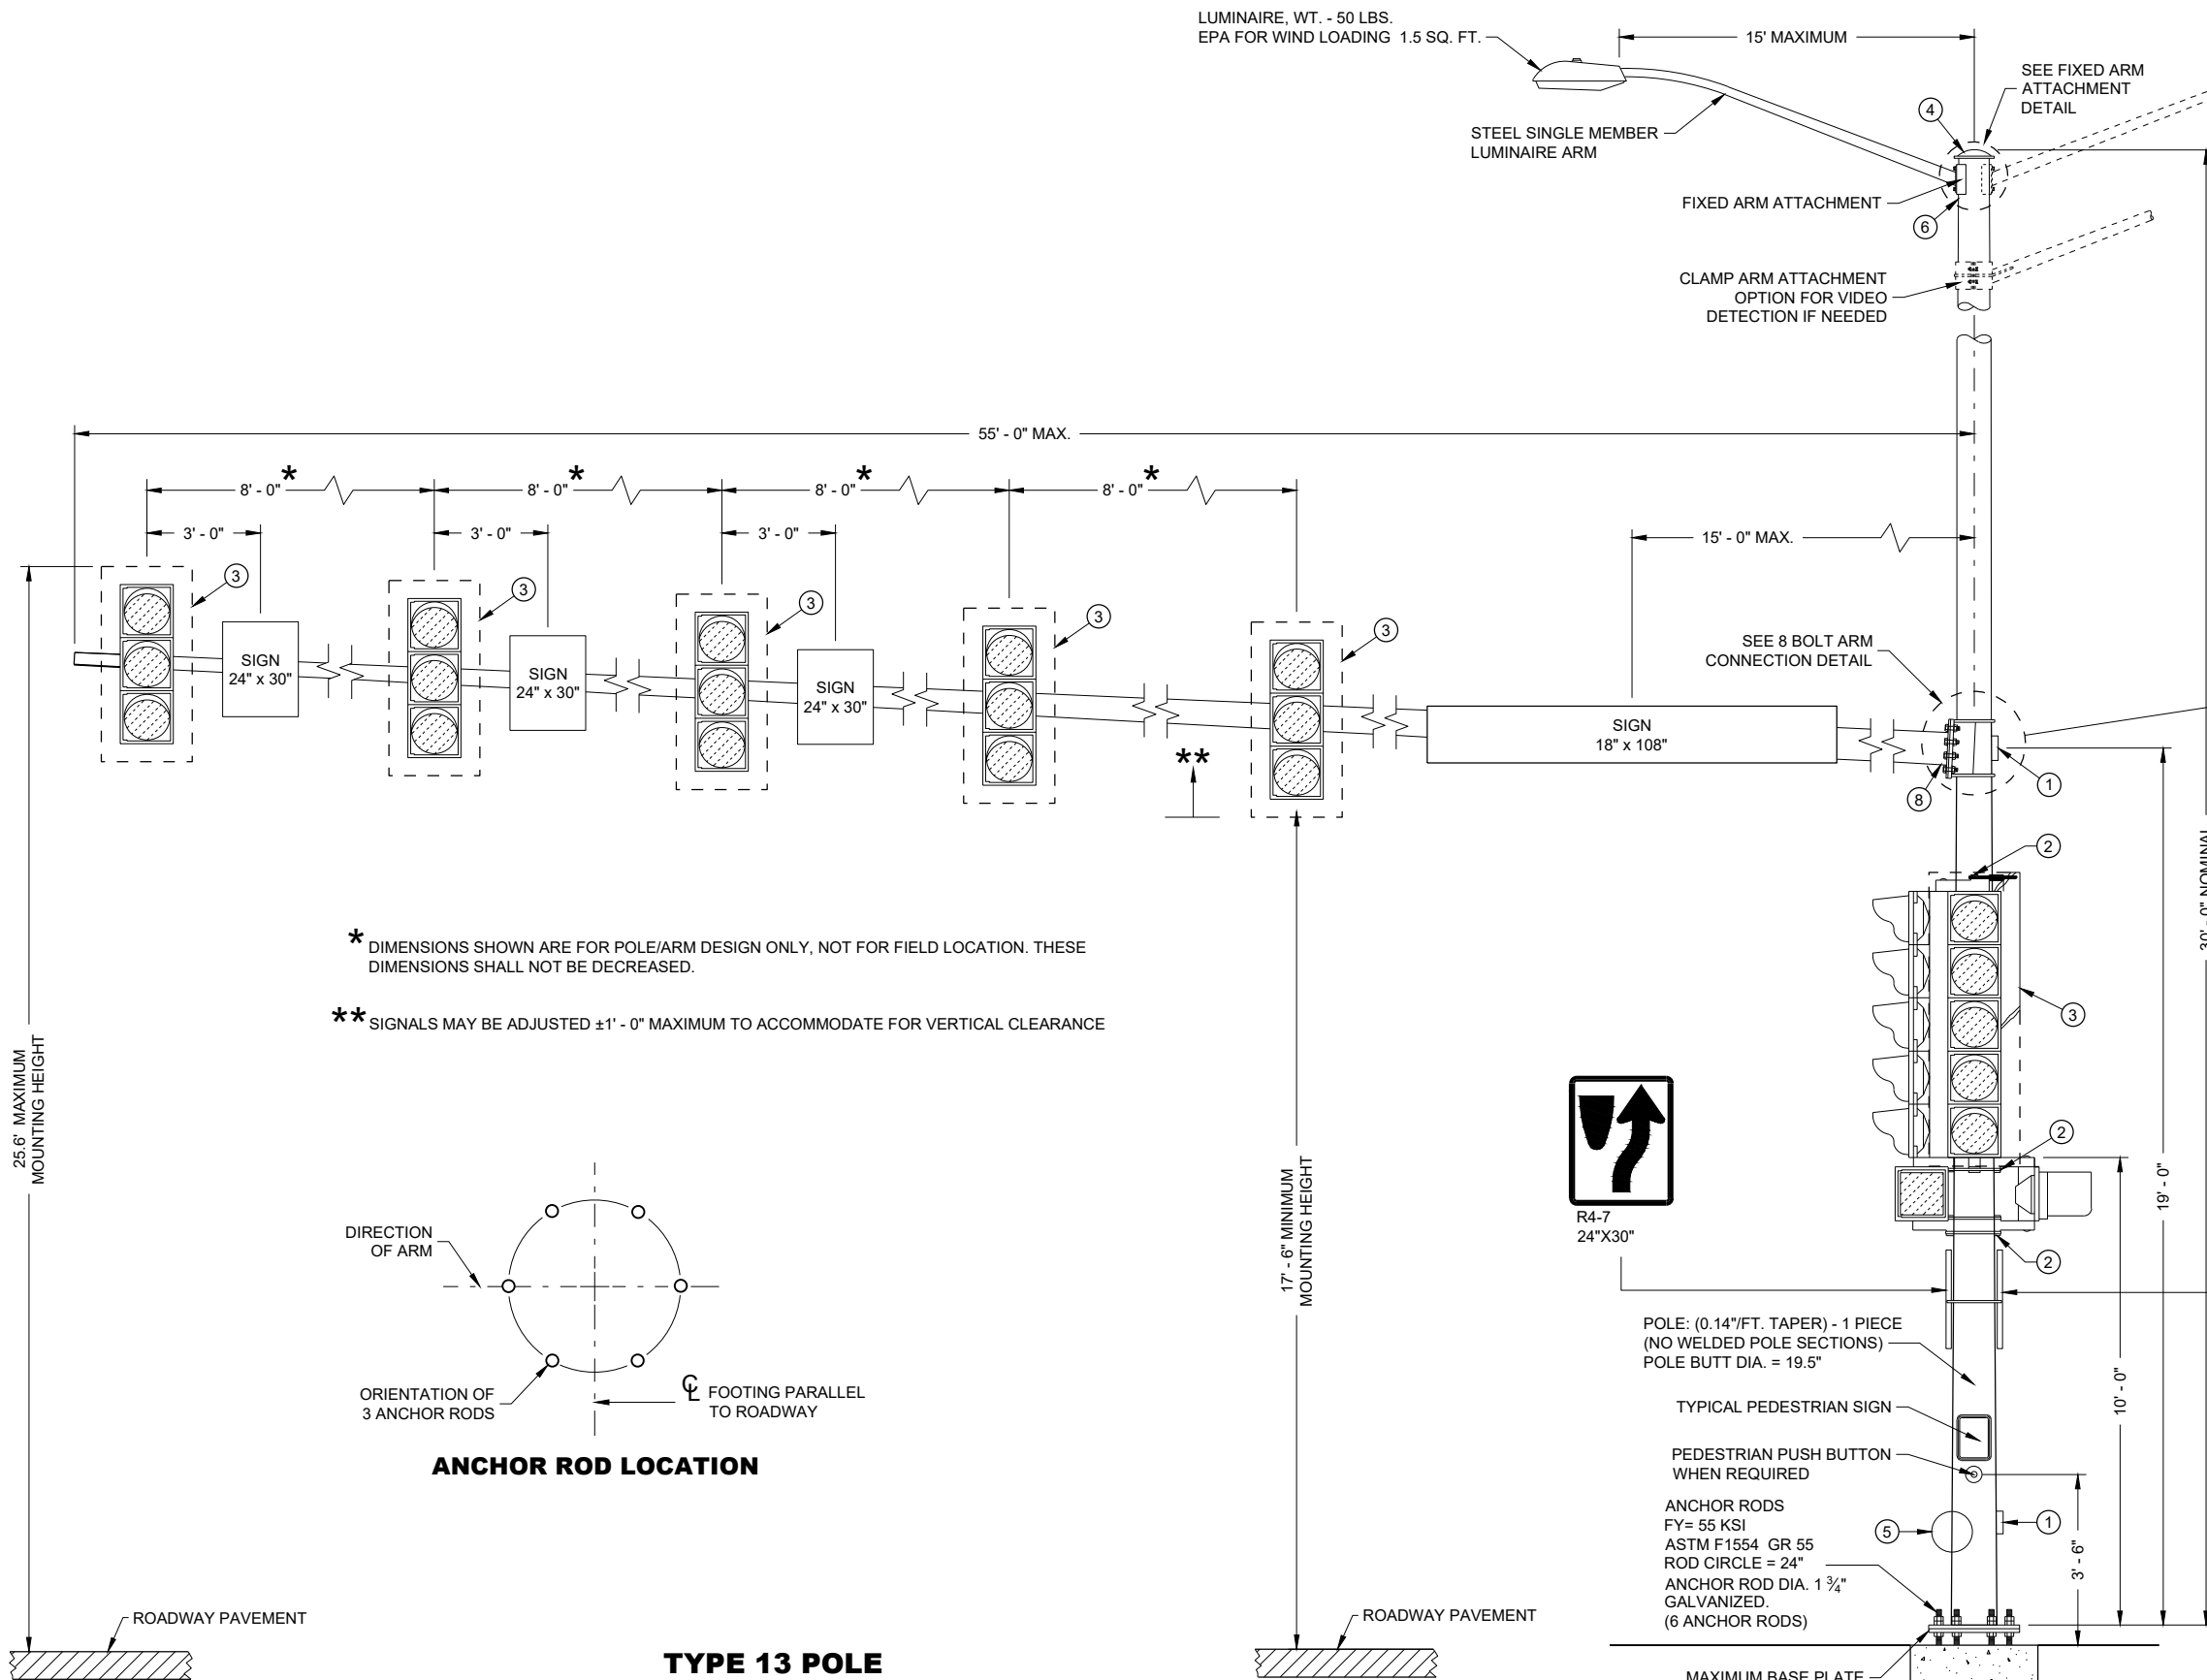 LUMINAIRE, WT. - 50 LBS.
EPA FOR WIND LOADING 1.5 SQ. FT.
15' MAXIMUM
SEE FIXED ARM
ATTACHMENT
DETAIL
4
STEEL SINGLE MEMBER
LUMINAIRE ARM
FIXED ARM ATTACHMENT
6
CLAMP ARM ATTACHMENT
OPTION FOR VIDEO
DETECTION IF NEEDED
55' - 0" MAX.
8' - 0" *
8' - 0" *
8' - 0" *
8' - 0" *
3' - 0"
3' - 0"
3' - 0"
15' - 0" MAX.
3
3
3
3
3
SIGN
24" x 30"
SIGN
24" x 30"
SIGN
24" x 30"
SIGN
18" x 108"
SEE 8 BOLT ARM
CONNECTION DETAIL
**
8
1
2
30' - 0" NOMINAL
* DIMENSIONS SHOWN ARE FOR POLE/ARM DESIGN ONLY, NOT FOR FIELD LOCATION. THESE
DIMENSIONS SHALL NOT BE DECREASED.
** SIGNALS MAY BE ADJUSTED ±1' - 0" MAXIMUM TO ACCOMMODATE FOR VERTICAL CLEARANCE
3
25.6' MAXIMUM
MOUNTING HEIGHT
17' - 6" MINIMUM
MOUNTING HEIGHT
R4-7
24"X30"
2
2
19' - 0"
10' - 0"
DIRECTION
OF ARM
ORIENTATION OF
3 ANCHOR RODS
℄ FOOTING PARALLEL
TO ROADWAY
ANCHOR ROD LOCATION
POLE: (0.14"/FT. TAPER) - 1 PIECE
(NO WELDED POLE SECTIONS)
POLE BUTT DIA. = 19.5"
TYPICAL PEDESTRIAN SIGN
PEDESTRIAN PUSH BUTTON
WHEN REQUIRED
ANCHOR RODS
FY= 55 KSI
ASTM F1554 GR 55
ROD CIRCLE = 24"
ANCHOR ROD DIA. 1 3/4"
GALVANIZED.
(6 ANCHOR RODS)
5
1
3' - 6"
ROADWAY PAVEMENT
ROADWAY PAVEMENT
TYPE 13 POLE
MAXIMUM BASE PLATE